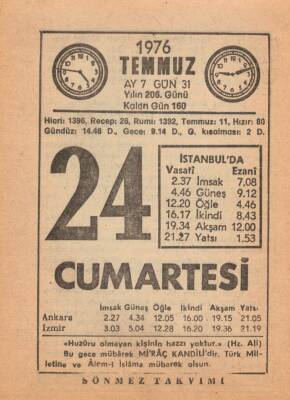 1976
TEMMUZ
AY 7 GÜN 31
Yılın 206. Günü
Kalan Gün 160
Hicri: 1396, Recep: 26, Rumi: 1392, Temmuz: 11, Hızır: 80
Gündüz: 14.46 D., Gece: 9.14 D., G. kısalması: 2 D.
24
İSTANBUL'DA
Vasati Ezani
2.37 İmsak 7.08
4.46 Güneş 9.12
12.20 Öğle 4.46
16.17 İkindi 8.43
19.34 Akşam 12.00
21.27 Yatsı 1.53
CUMARTESİ
İmsak Güneş Öğle İkindi Akşam Yatsı
Ankara 2.27 4.34 12.05 16.00 19.15 21.05
İzmir 3.03 5.04 12.28 16.20 19.36 21.19
«Huzûru olmayan kişinin hazzı yoktur.» (Hz. Ali)
Bu gece mübârek MİRÂÇ KANDİLİ'dir. Türk Mil-
letine ve Âlem-i İslâma mübarek olsun.
SÖNMEZ TAKVİMİ